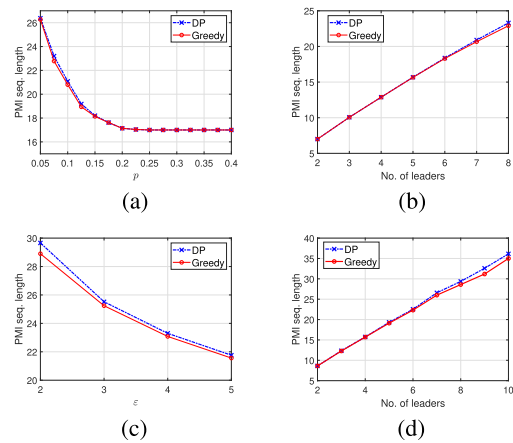 PMI seq. length
26
24
22
20
18
16
DP
Greedy
0.05 0.1 0.15 0.2 0.25 0.3 0.35 0.4
p
(a)
PMI seq. length
25
20
15
10
5
DP
Greedy
2 3 4 5 6 7 8
No. of leaders
(b)
PMI seq. length
30
28
26
24
22
20
DP
Greedy
2 3 4 5
ε
(c)
PMI seq. length
40
35
30
25
20
15
10
5
0
DP
Greedy
2 4 6 8 10
No. of leaders
(d)